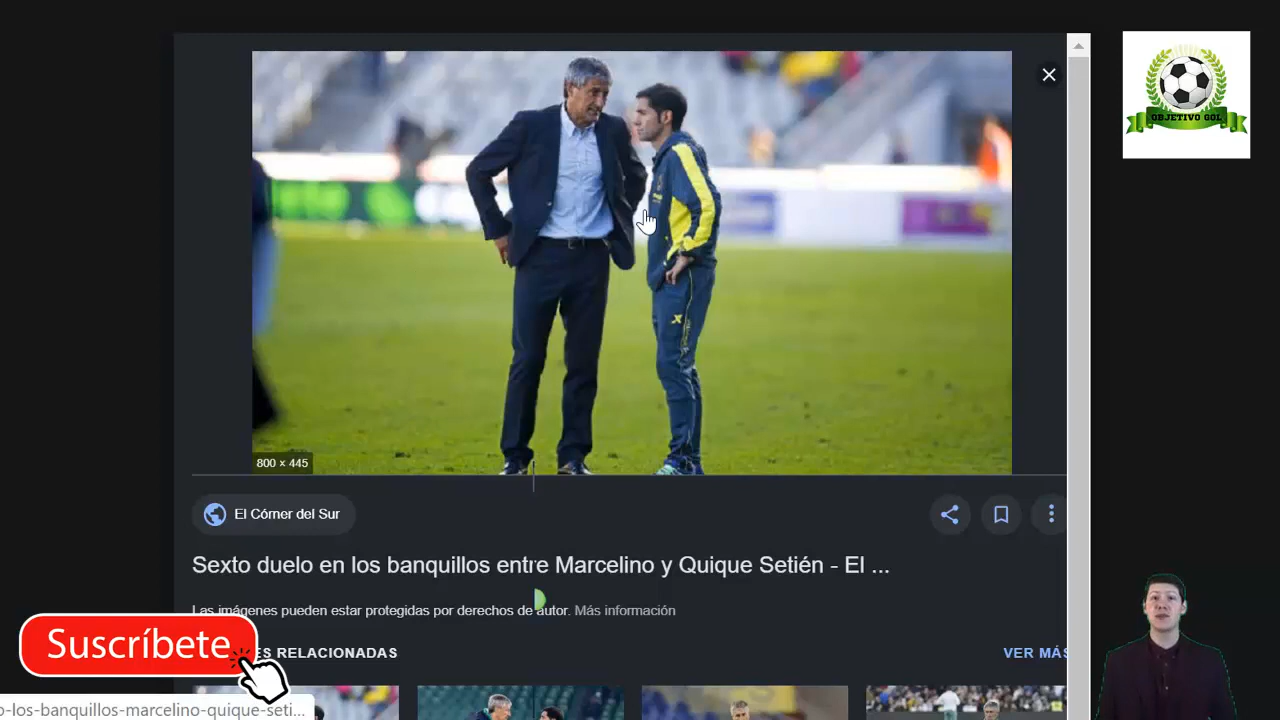 OBJETIVO GOL
800 × 445
El Córner del Sur
Sexto duelo en los banquillos entre Marcelino y Quique Setién - El ...
Las imágenes pueden estar protegidas por derechos de autor. Más información
Suscríbete
ES RELACIONADAS
VER MÁS
o-los-banquillos-marcelino-quique-seti...